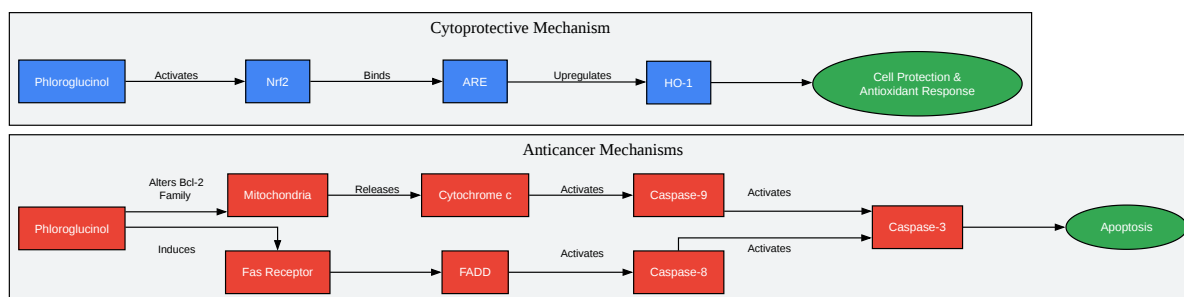 Cytoprotective Mechanism
Phloroglucinol
Activates
Nrf2
Binds
ARE
Upregulates
HO-1
Cell Protection &
Antioxidant Response
Anticancer Mechanisms
Phloroglucinol
Alters Bcl-2
Family
Mitochondria
Releases
Cytochrome c
Activates
Caspase-9
Activates
Induces
Fas Receptor
FADD
Activates
Caspase-8
Activates
Caspase-3
Apoptosis